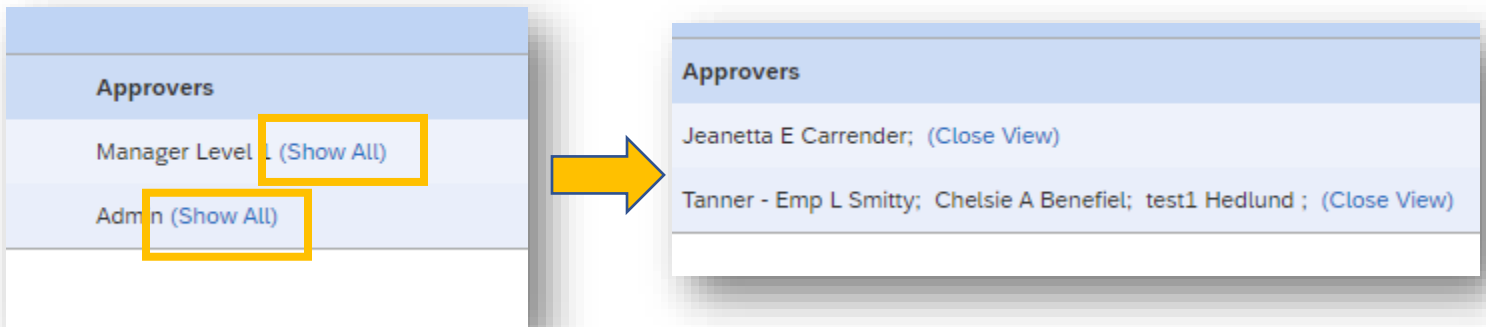 Approvers
Manager Level 1 (Show All)
Admin (Show All)
Approvers
Jeanetta E Carrender; (Close View)
Tanner - Emp L Smitty; Chelsie A Benefiel; test1 Hedlund ; (Close View)